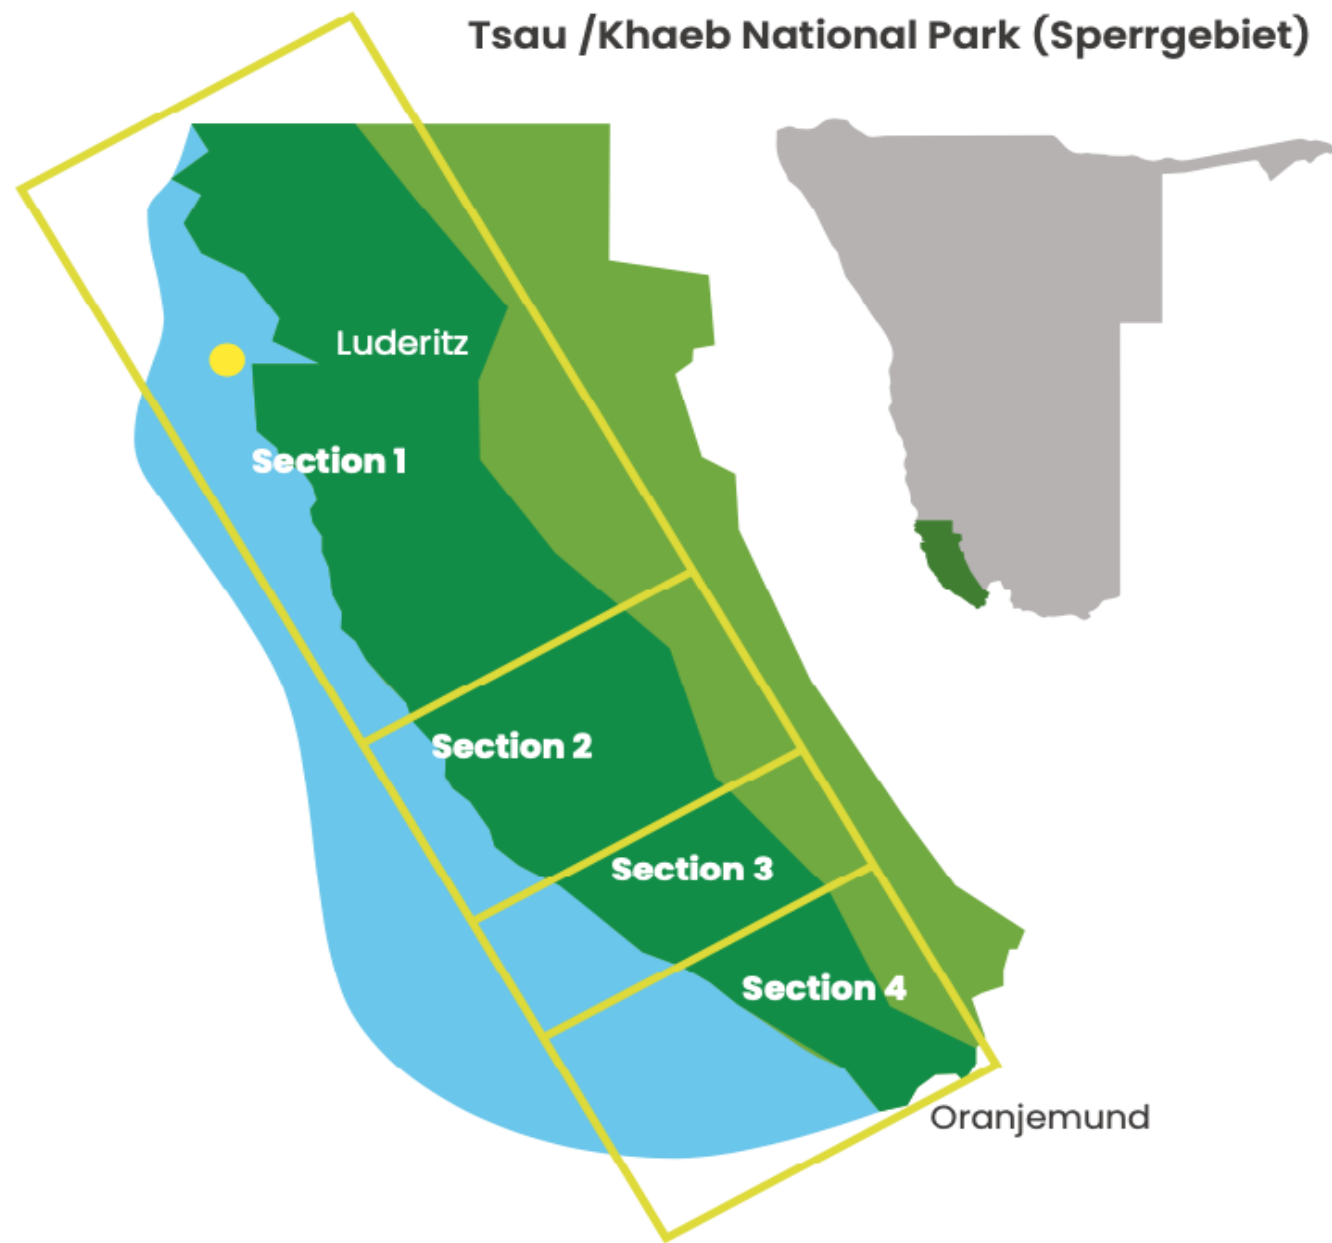 Tsau /Khaeb National Park (Sperrgebiet)
Luderitz
Section 1
Section 2
Section 3
Section 4
Oranjemund